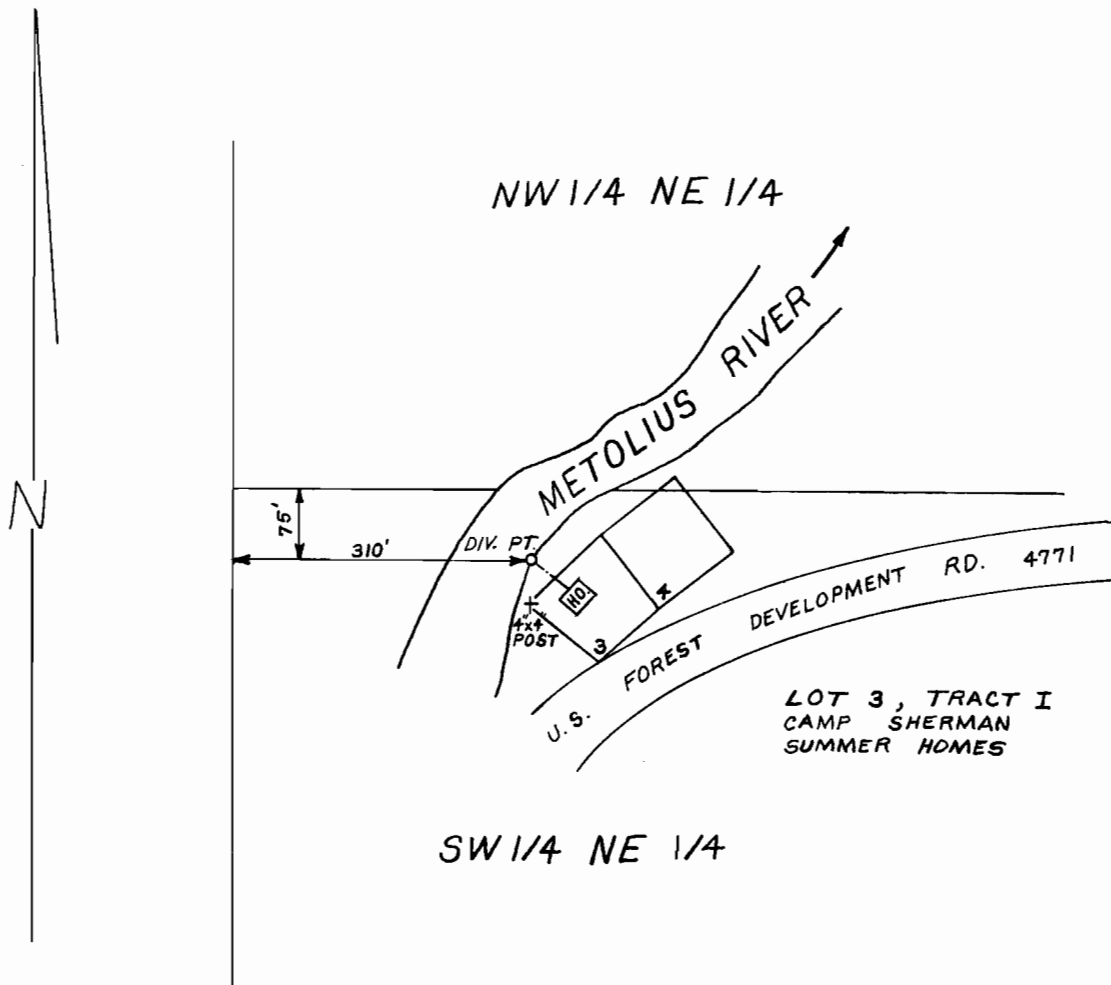 NW 1/4 NE 1/4
METOLIUS RIVER
N
75'
310'
DIV. PT.
HO.
4"x4"
POST
3
4
U.S. FOREST DEVELOPMENT RD. 4771
LOT 3, TRACT I
CAMP SHERMAN
SUMMER HOMES
SW 1/4 NE 1/4